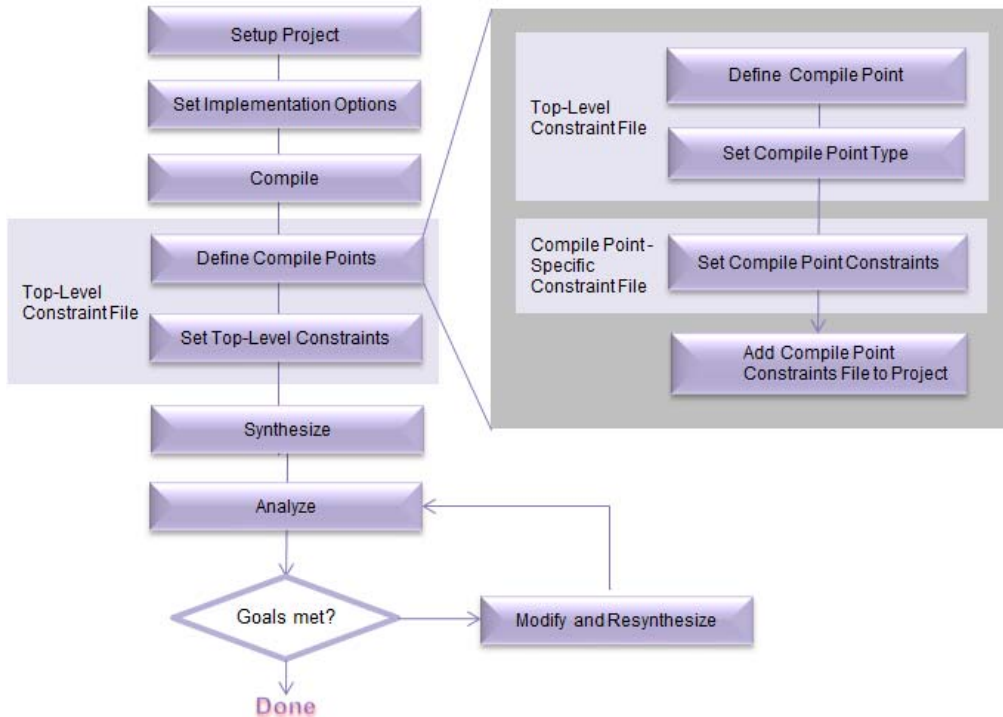 Setup Project
Set Implementation Options
Compile
Top-Level
Constraint File
Define Compile Points
Set Top-Level Constraints
Synthesize
Analyze
Goals met?
Modify and Resynthesize
Done
Top-Level
Constraint File
Define Compile Point
Set Compile Point Type
Compile Point -
Specific
Constraint File
Set Compile Point Constraints
Add Compile Point
Constraints File to Project